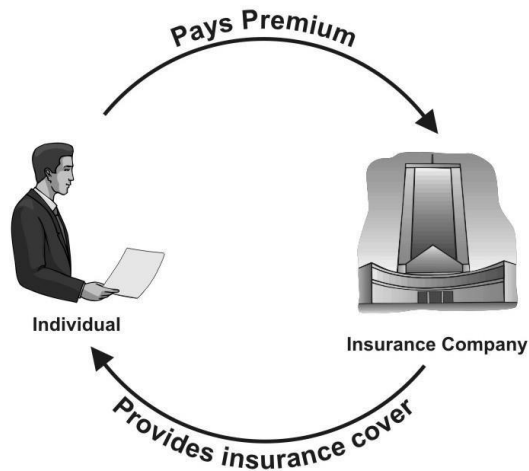 Pays Premium
Individual
Insurance Company
Provides insurance cover